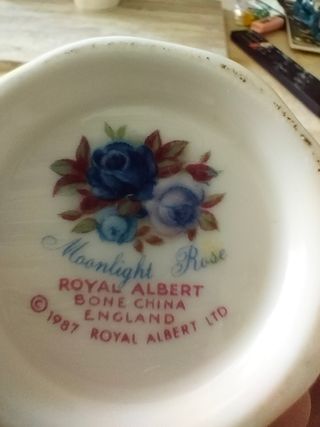 Moonlight Rose
ROYAL ALBERT
BONE CHINA
ENGLAND
© 1987 ROYAL ALBERT LTD